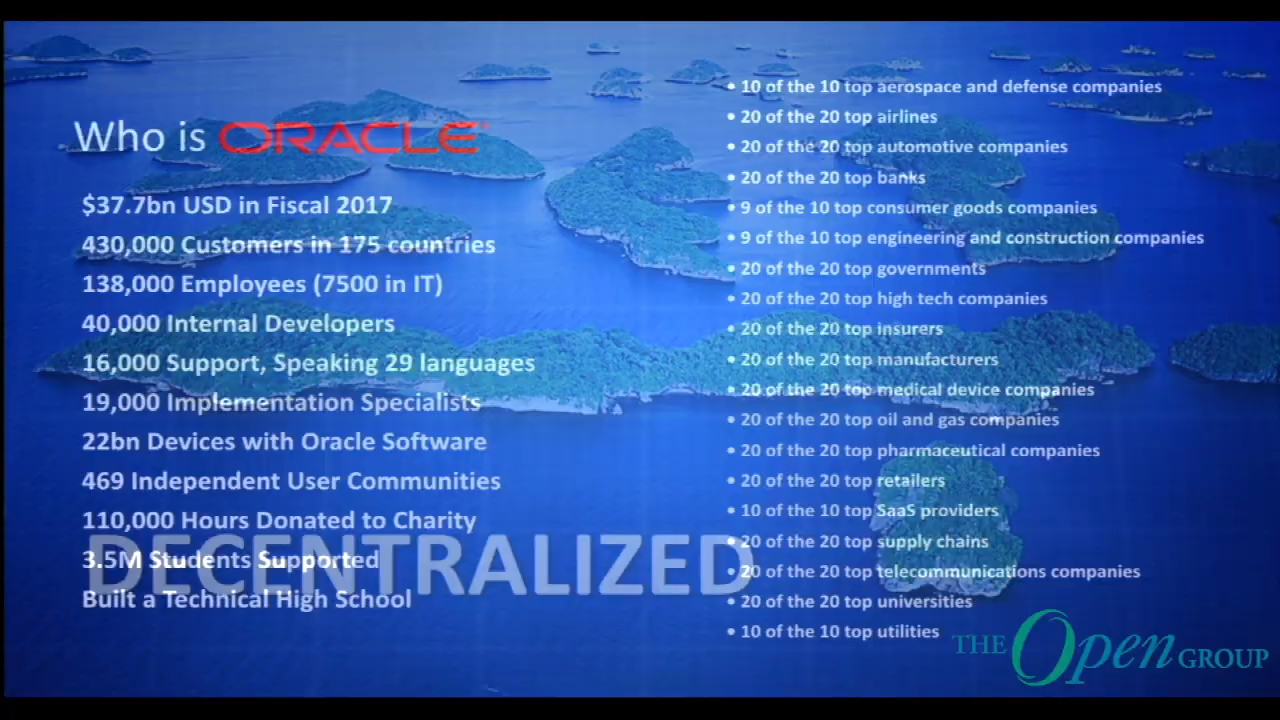 Who is ORACLE
$37.7bn USD in Fiscal 2017
430,000 Customers in 175 countries
138,000 Employees (7500 in IT)
40,000 Internal Developers
16,000 Support, Speaking 29 languages
19,000 Implementation Specialists
22bn Devices with Oracle Software
469 Independent User Communities
110,000 Hours Donated to Charity
3.5M Students Supported
Built a Technical High School
DECENTRALIZED
• 10 of the 10 top aerospace and defense companies
• 20 of the 20 top airlines
• 20 of the 20 top automotive companies
• 20 of the 20 top banks
• 9 of the 10 top consumer goods companies
• 9 of the 10 top engineering and construction companies
• 20 of the 20 top governments
• 20 of the 20 top high tech companies
• 20 of the 20 top insurers
• 20 of the 20 top manufacturers
• 20 of the 20 top medical device companies
• 20 of the 20 top oil and gas companies
• 20 of the 20 top pharmaceutical companies
• 20 of the 20 top retailers
• 10 of the 10 top SaaS providers
• 20 of the 20 top supply chains
• 20 of the 20 top telecommunications companies
• 20 of the 20 top universities
• 10 of the 10 top utilities
THE Open GROUP